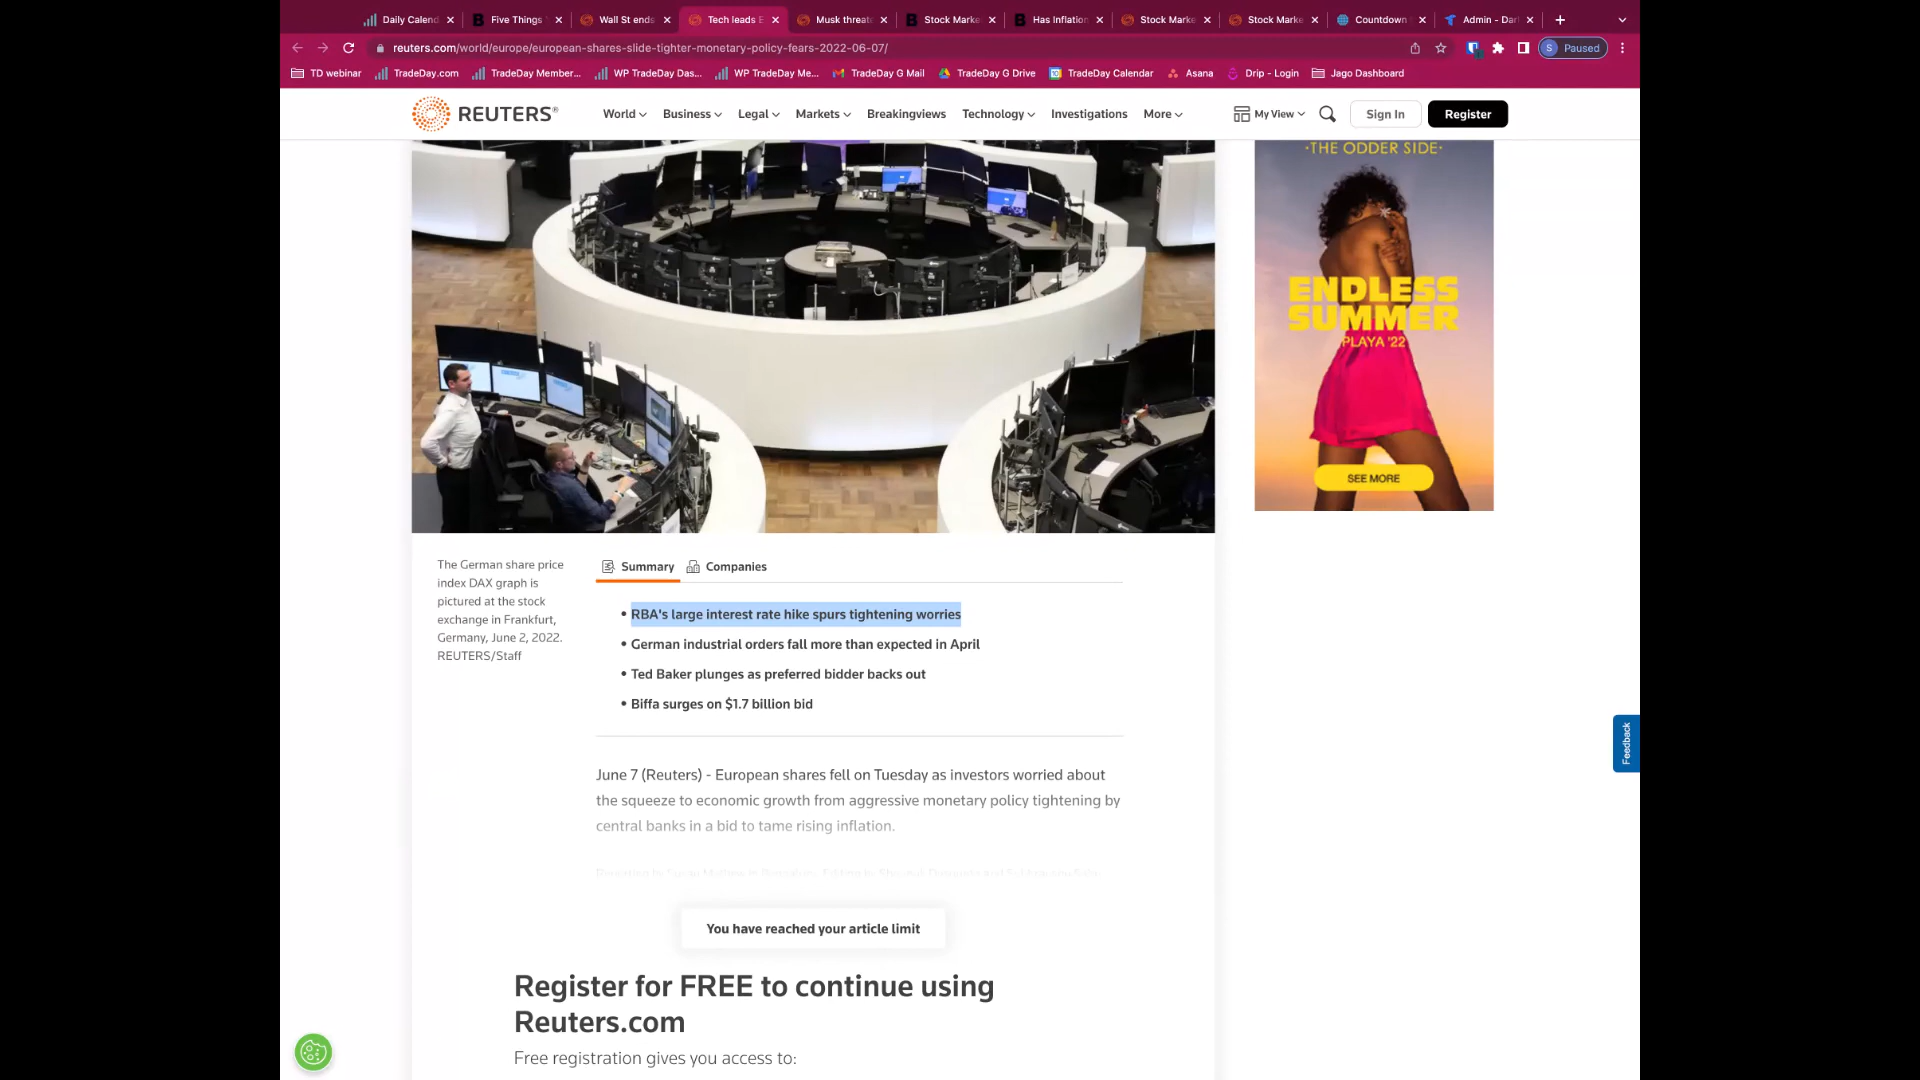 Daily Calend
Five Things
Wall St ends
Tech leads E
Musk threat
Stock Marke
Has Inflation
Stock Marke
Stock Marke
Countdown
Admin - Dar
reuters.com/world/europe/european-shares-slide-tighter-monetary-policy-fears-2022-06-07/
S Paused
TD webinar
TradeDay.com
TradeDay Member...
WP TradeDay Das...
WP TradeDay Me...
TradeDay G Mail
TradeDay G Drive
TradeDay Calendar
Asana
Drip - Login
Jago Dashboard
REUTERS®
World
Business
Legal
Markets
Breakingviews
Technology
Investigations
More
My View
Sign In
Register
·THE ODDER SIDE·
ENDLESS
SUMMER
PLAYA '22
SEE MORE
The German share price
index DAX graph is
pictured at the stock
exchange in Frankfurt,
Germany, June 2, 2022.
REUTERS/Staff
Summary
Companies
• RBA's large interest rate hike spurs tightening worries
• German industrial orders fall more than expected in April
• Ted Baker plunges as preferred bidder backs out
• Biffa surges on $1.7 billion bid
June 7 (Reuters) - European shares fell on Tuesday as investors worried about
the squeeze to economic growth from aggressive monetary policy tightening by
central banks in a bid to tame rising inflation.
Feedback
You have reached your article limit
Register for FREE to continue using
Reuters.com
Free registration gives you access to: